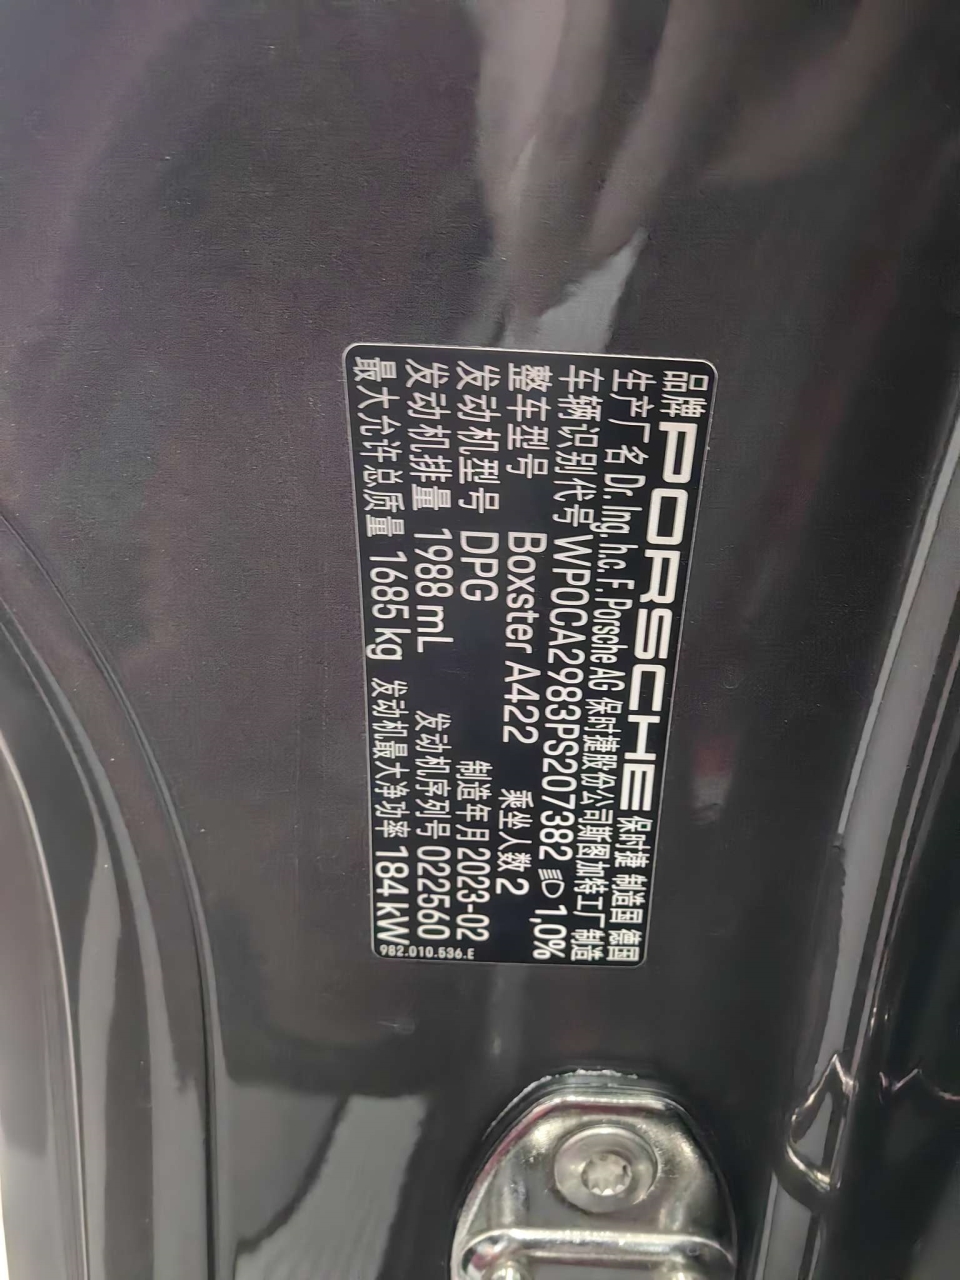 品牌 PORSCHE 保时捷 制造国 德国
生产厂名 Dr. Ing. h.c. F. Porsche AG 保时捷股份公司斯图加特工厂制造
车辆识别代号 WP0CA2983PS207382 1,0%
整车型号 Boxster A422 乘坐人数 2
发动机型号 DPG 制造年月 2023-02
发动机排量 1988 mL 发动机序列号 022560
最大允许总质量 1685 kg 发动机最大净功率 184 kW
982.010.536.E